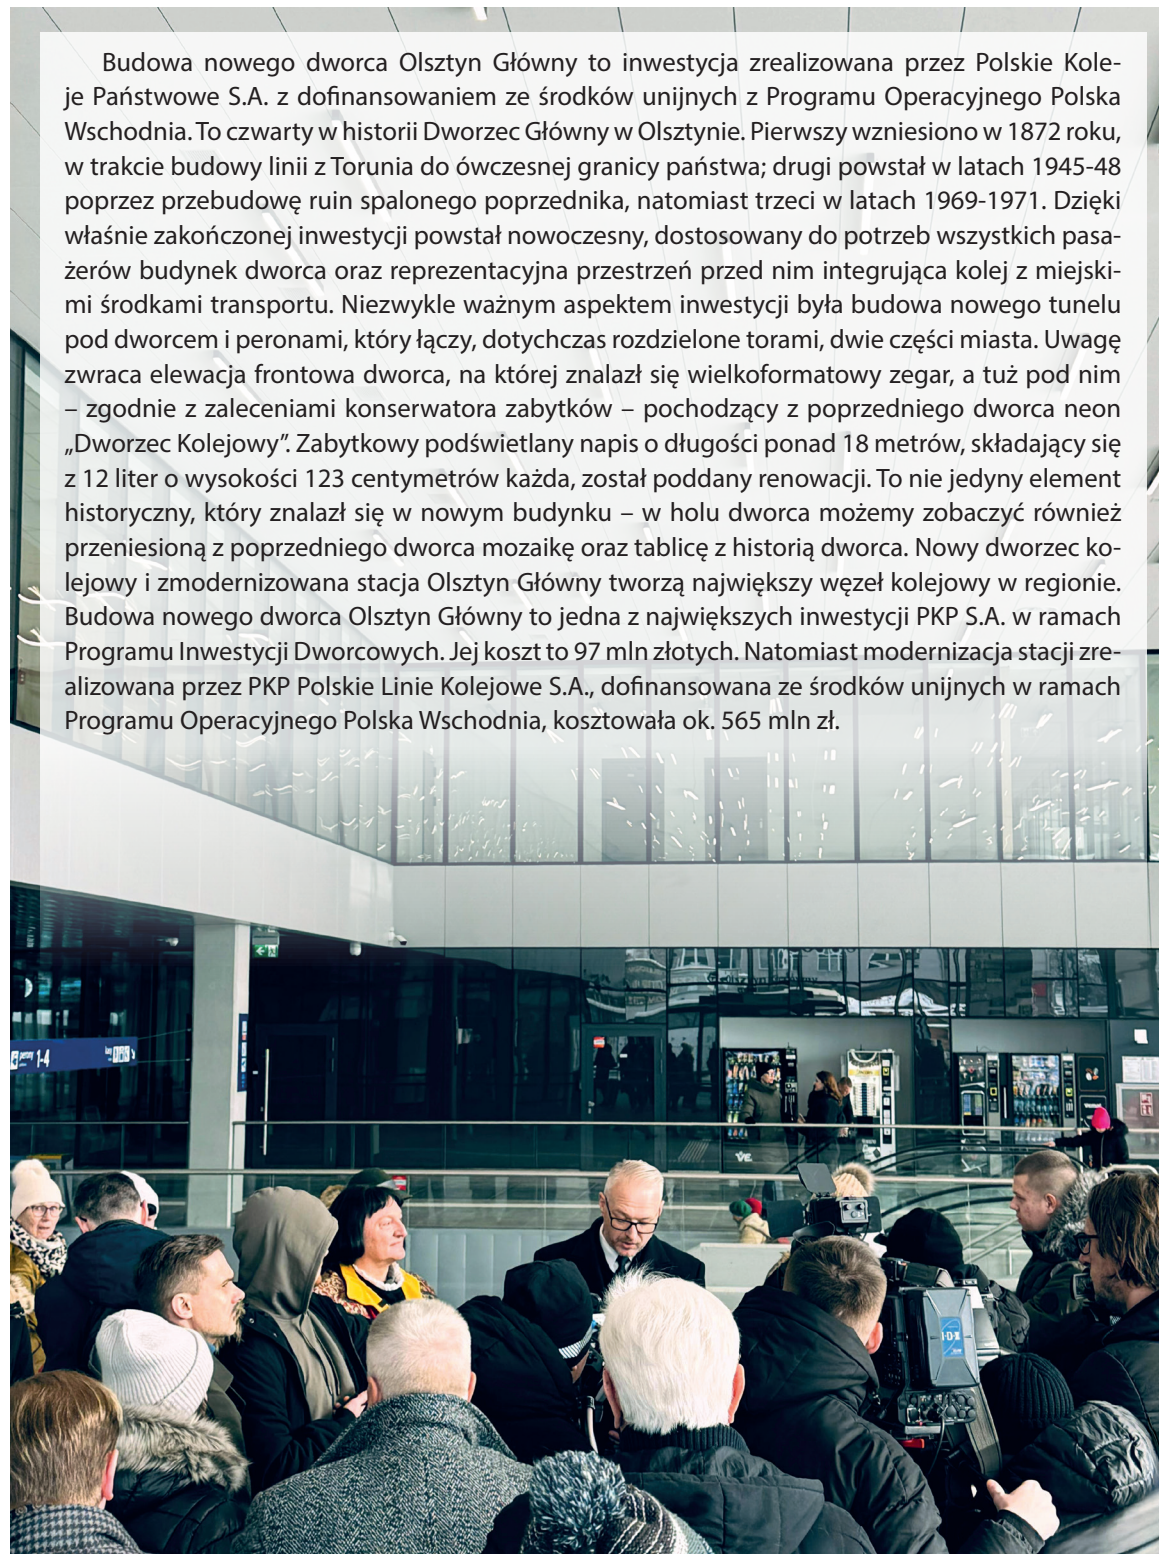 Budowa nowego dworca Olsztyn Główny to inwestycja zrealizowana przez Polskie Kole-
je Państwowe S.A. z dofinansowaniem ze środków unijnych z Programu Operacyjnego Polska
Wschodnia. To czwarty w historii Dworzec Główny w Olsztynie. Pierwszy wzniesiono w 1872 roku,
w trakcie budowy linii z Torunia do ówczesnej granicy państwa; drugi powstał w latach 1945-48
poprzez przebudowę ruin spalonego poprzednika, natomiast trzeci w latach 1969-1971. Dzięki
właśnie zakończonej inwestycji powstał nowoczesny, dostosowany do potrzeb wszystkich pasa-
żerów budynek dworca oraz reprezentacyjna przestrzeń przed nim integrująca kolej z miejski-
mi środkami transportu. Niezwykle ważnym aspektem inwestycji była budowa nowego tunelu
pod dworcem i peronami, który łączy, dotychczas rozdzielone torami, dwie części miasta. Uwagę
zwraca elewacja frontowa dworca, na której znalazł się wielkoformatowy zegar, a tuż pod nim
– zgodnie z zaleceniami konserwatora zabytków – pochodzący z poprzedniego dworca neon
„Dworzec Kolejowy”. Zabytkowy podświetlany napis o długości ponad 18 metrów, składający się
z 12 liter o wysokości 123 centymetrów każda, został poddany renowacji. To nie jedyny element
historyczny, który znalazł się w nowym budynku – w holu dworca możemy zobaczyć również
przeniesioną z poprzedniego dworca mozaikę oraz tablicę z historią dworca. Nowy dworzec ko-
lejowy i zmodernizowana stacja Olsztyn Główny tworzą największy węzeł kolejowy w regionie.
Budowa nowego dworca Olsztyn Główny to jedna z największych inwestycji PKP S.A. w ramach
Programu Inwestycji Dworcowych. Jej koszt to 97 mln złotych. Natomiast modernizacja stacji zre-
alizowana przez PKP Polskie Linie Kolejowe S.A., dofinansowana ze środków unijnych w ramach
Programu Operacyjnego Polska Wschodnia, kosztowała ok. 565 mln zł.
perony 1-4
IDX